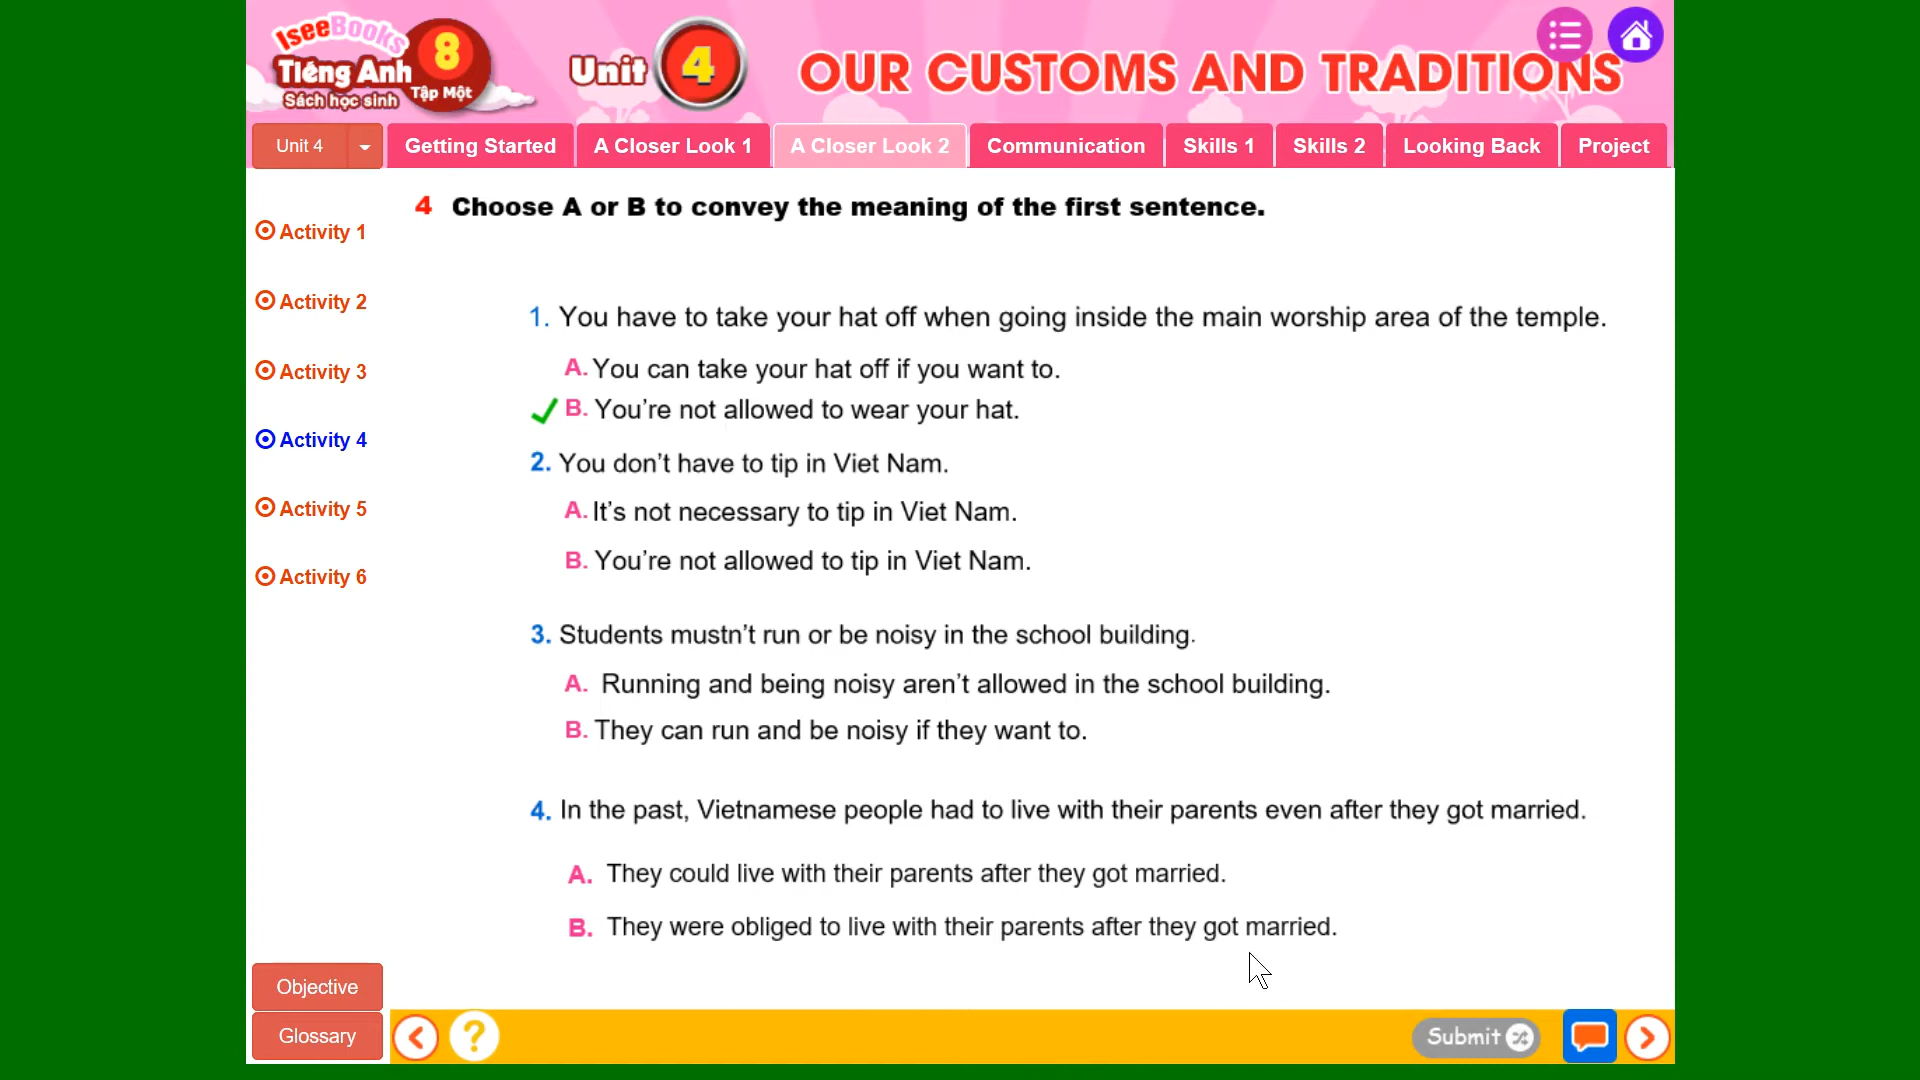 IseeBooks
Tiếng Anh 8
Sách học sinh Tập Một
Unit 4
OUR CUSTOMS AND TRADITIONS
Unit 4
Getting Started
A Closer Look 1
A Closer Look 2
Communication
Skills 1
Skills 2
Looking Back
Project
Activity 1
Activity 2
Activity 3
Activity 4
Activity 5
Activity 6
4 Choose A or B to convey the meaning of the first sentence.
1. You have to take your hat off when going inside the main worship area of the temple.
A. You can take your hat off if you want to.
B. You’re not allowed to wear your hat.
2. You don’t have to tip in Viet Nam.
A. It’s not necessary to tip in Viet Nam.
B. You’re not allowed to tip in Viet Nam.
3. Students mustn’t run or be noisy in the school building.
A. Running and being noisy aren’t allowed in the school building.
B. They can run and be noisy if they want to.
4. In the past, Vietnamese people had to live with their parents even after they got married.
A. They could live with their parents after they got married.
B. They were obliged to live with their parents after they got married.
Objective
Glossary
?
Submit